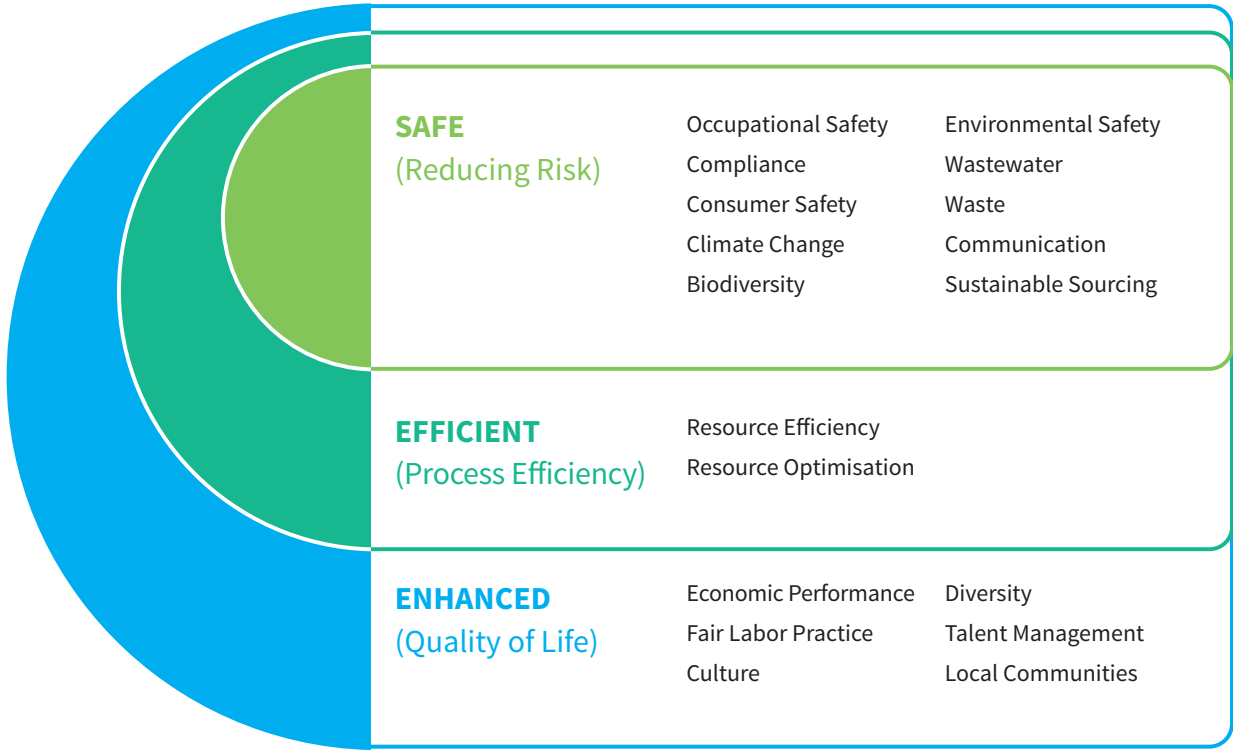 SAFE
(Reducing Risk)
Occupational Safety
Compliance
Consumer Safety
Climate Change
Biodiversity
Environmental Safety
Wastewater
Waste
Communication
Sustainable Sourcing
EFFICIENT
(Process Efficiency)
Resource Efficiency
Resource Optimisation
ENHANCED
(Quality of Life)
Economic Performance
Fair Labor Practice
Culture
Diversity
Talent Management
Local Communities